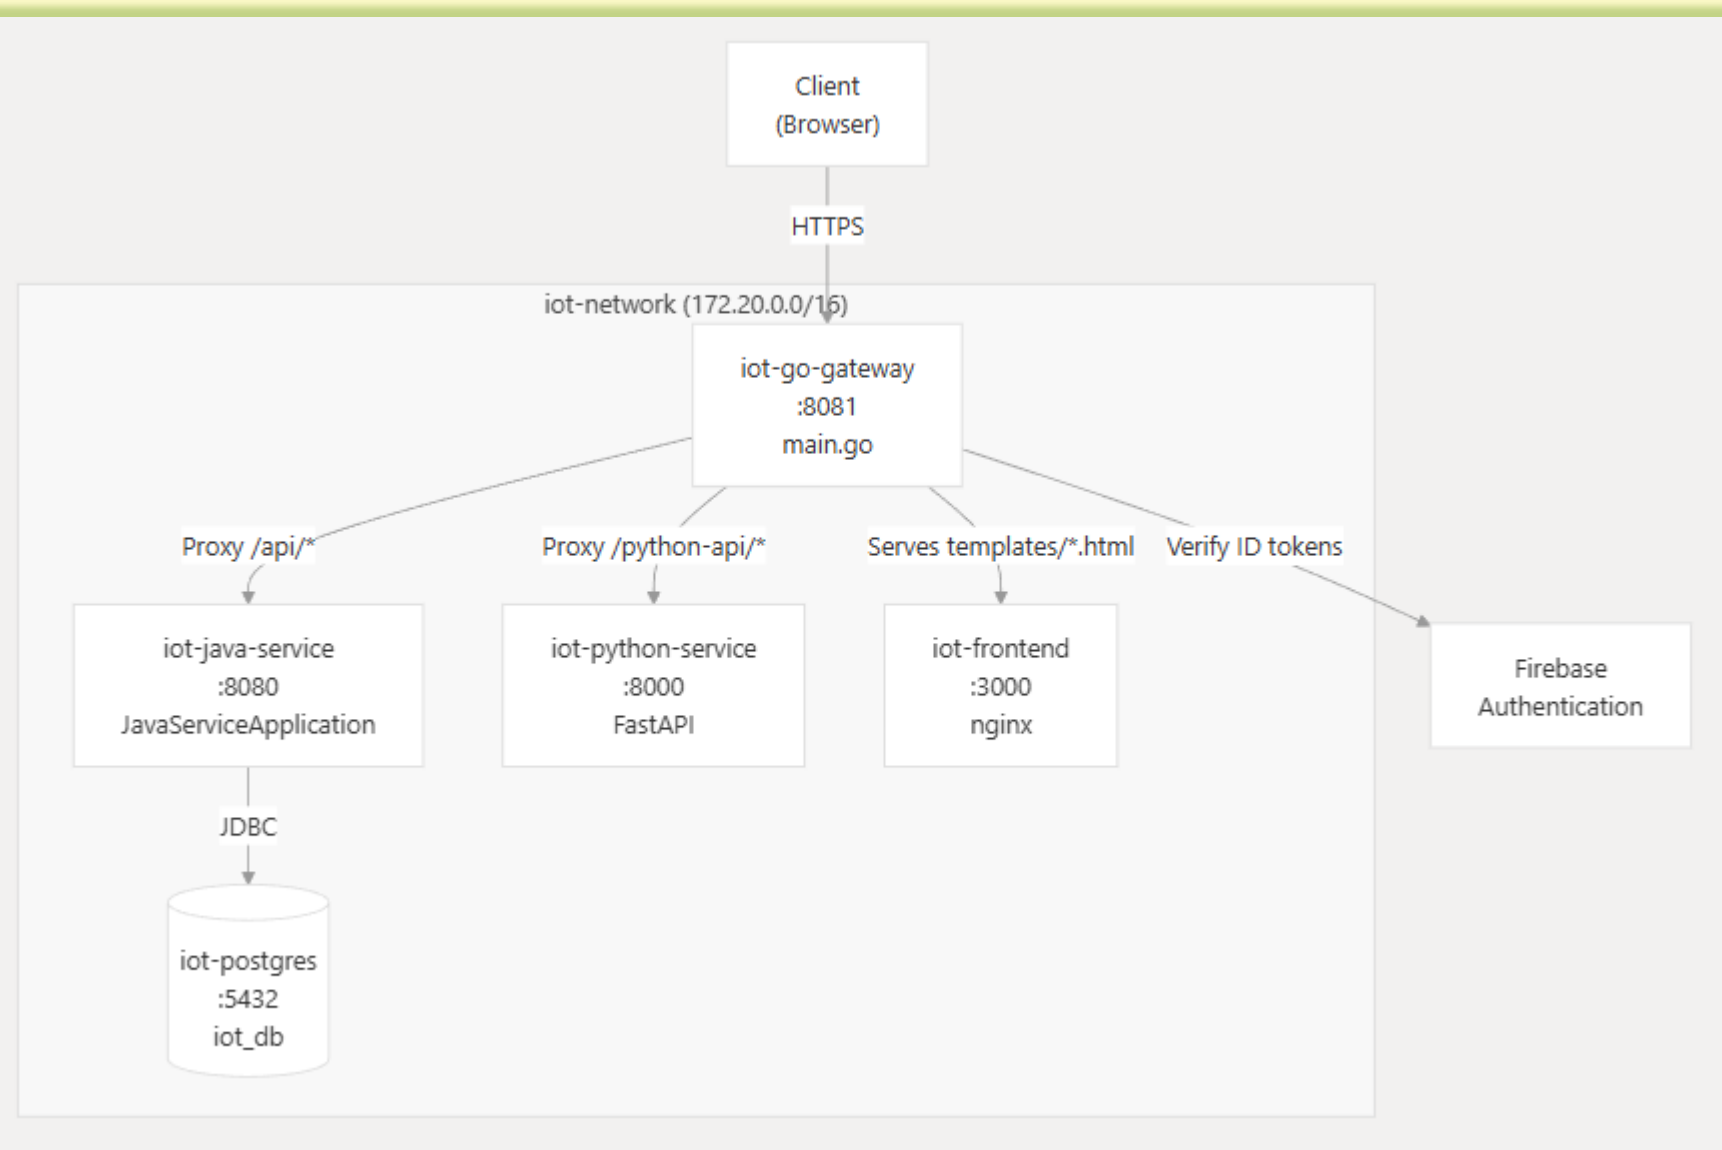 Client
(Browser)
HTTPS
iot-network (172.20.0.0/16)
iot-go-gateway
:8081
main.go
Proxy /api/*
Proxy /python-api/*
Serves templates/*.html
Verify ID tokens
iot-java-service
:8080
JavaServiceApplication
iot-python-service
:8000
FastAPI
iot-frontend
:3000
nginx
Firebase
Authentication
JDBC
iot-postgres
:5432
iot_db